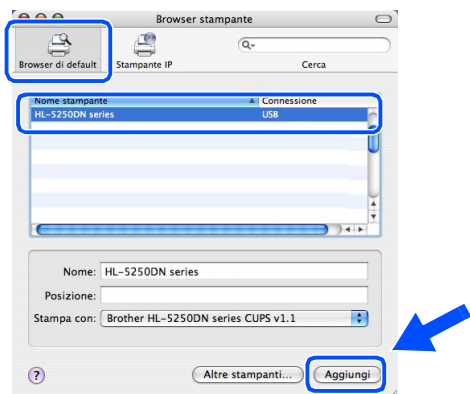 Browser stampante
Browser di default
Stampante IP
Cerca
Nome stampante
Connessione
HL-5250DN series
USB
Nome: HL-5250DN series
Posizione:
Stampa con: Brother HL-5250DN series CUPS v1.1
?
Altre stampanti...
Aggiungi